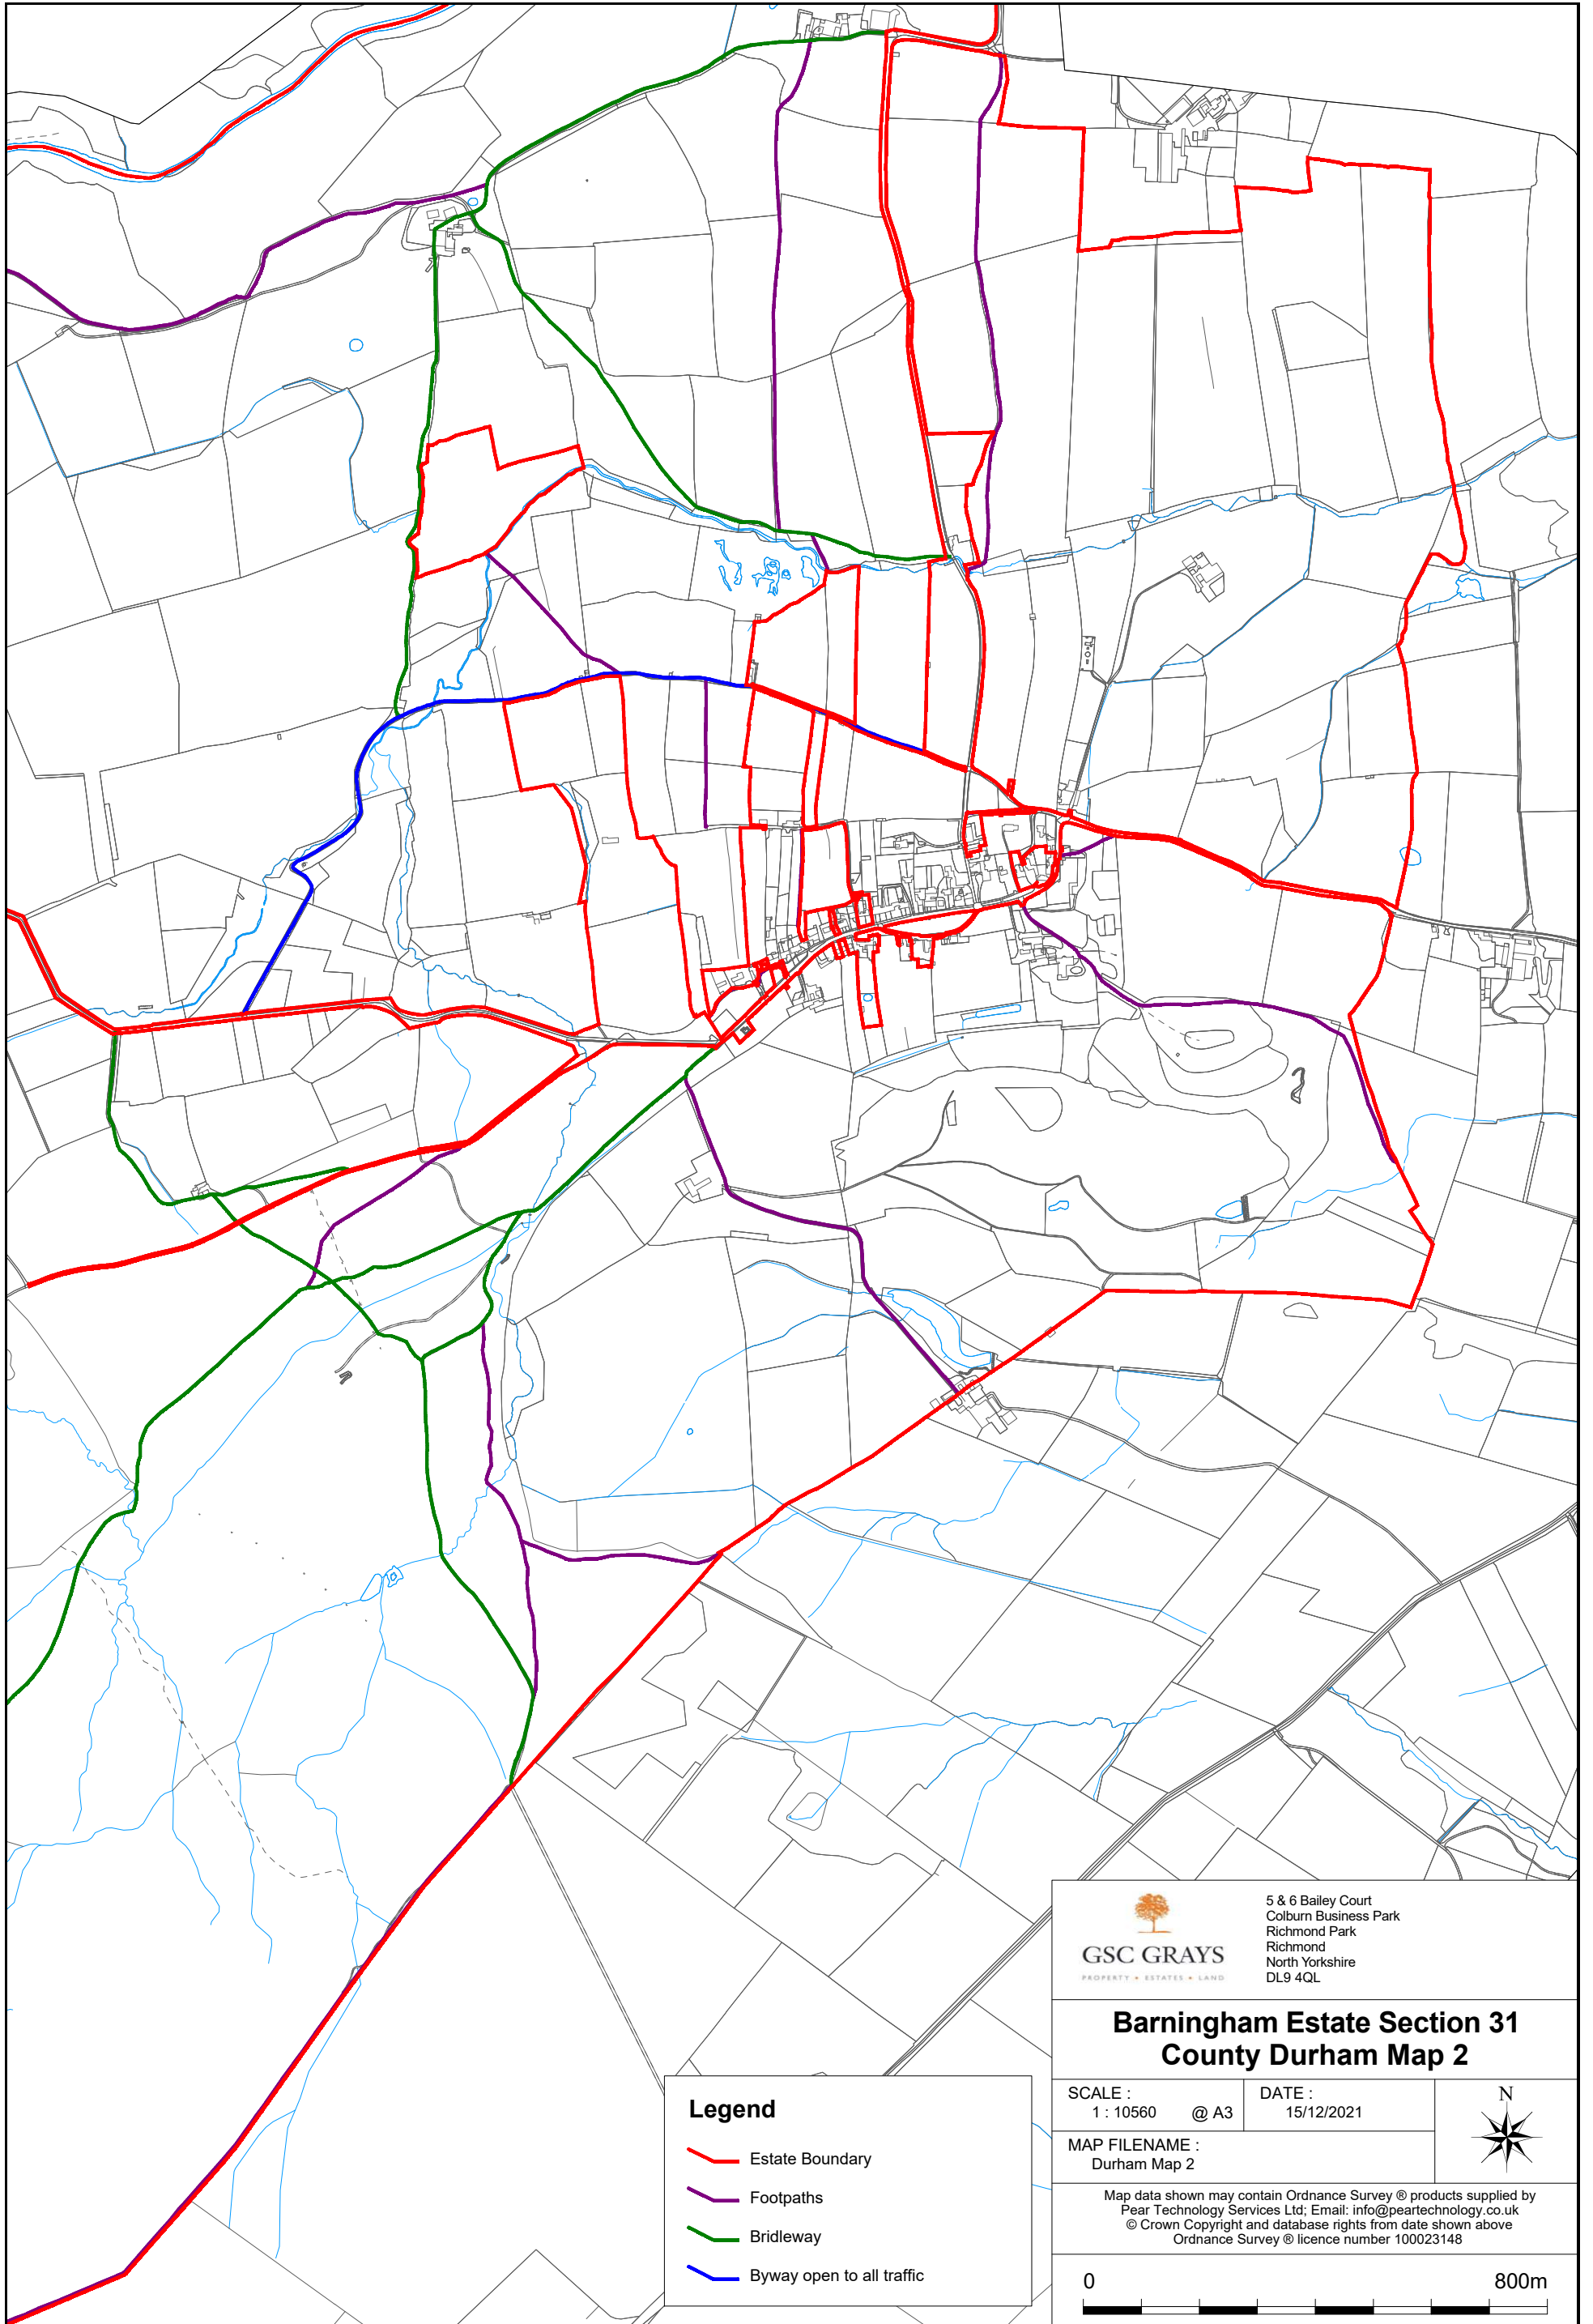 GSC GRAYS
PROPERTY • ESTATES • LAND
5 & 6 Bailey Court
Colburn Business Park
Richmond Park
Richmond
North Yorkshire
DL9 4QL
Barningham Estate Section 31
County Durham Map 2
SCALE :
1 : 10560 @ A3
DATE :
15/12/2021
N
MAP FILENAME :
Durham Map 2
Map data shown may contain Ordnance Survey ® products supplied by
Pear Technology Services Ltd; Email: info@peartechnology.co.uk
© Crown Copyright and database rights from date shown above
Ordnance Survey ® licence number 100023148
0 800m
Legend
Estate Boundary
Footpaths
Bridleway
Byway open to all traffic